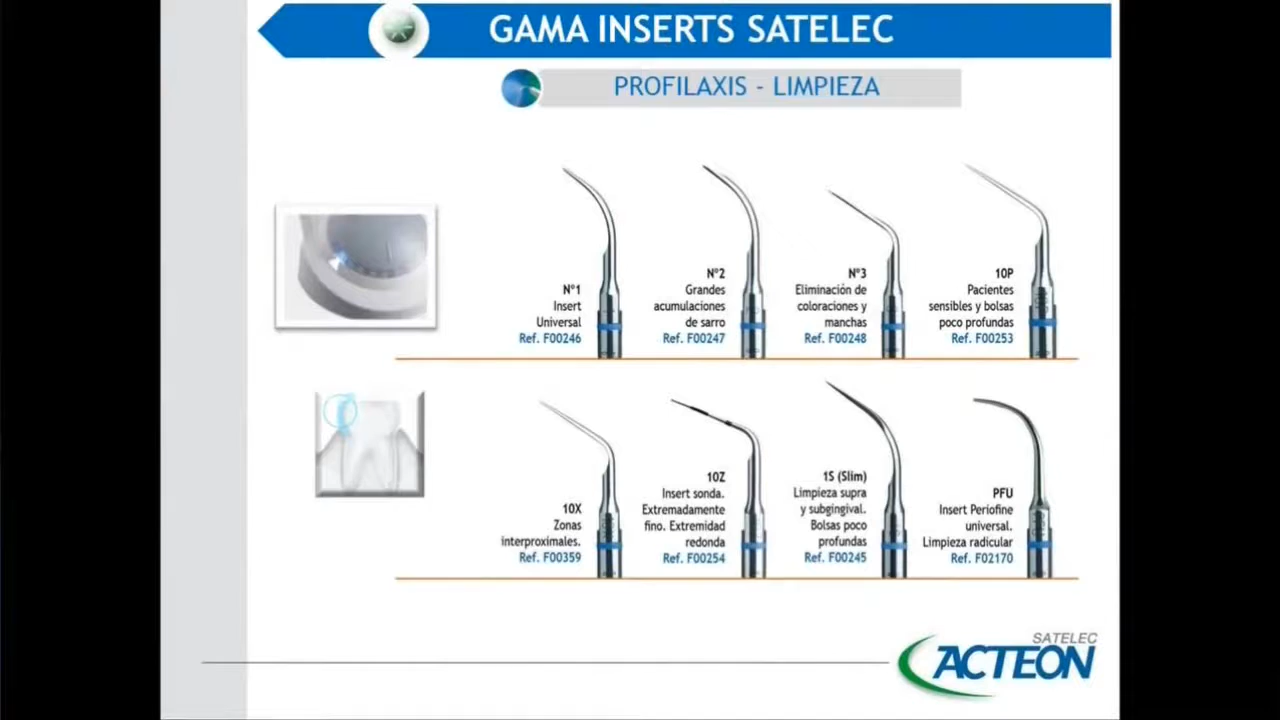 GAMA INSERTS SATELEC
PROFILAXIS - LIMPIEZA
Nº1
Insert
Universal
Ref. F00246
Nº2
Grandes
acumulaciones
de sarro
Ref. F00247
Nº3
Eliminación de
coloraciones y
manchas
Ref. F00248
10P
Pacientes
sensibles y bolsas
poco profundas
Ref. F00253
10X
Zonas
interproximales.
Ref. F00359
10Z
Insert sonda.
Extremadamente
fino. Extremidad
redonda
Ref. F00254
1S (Slim)
Limpieza supra
y subgingival.
Bolsas poco
profundas
Ref. F00245
PFU
Insert Periofine
universal.
Limpieza radicular
Ref. F02170
SATELEC
ACTEON